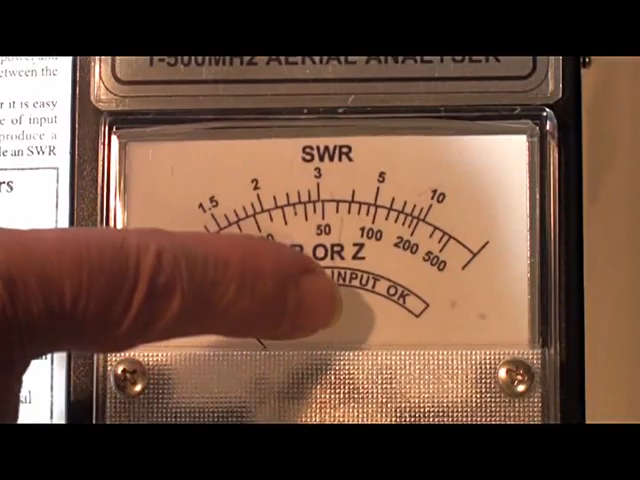 1-500MHz AERIAL ANALYSER
etween the
r it is easy
e of input
produce a
le an SWR
rs
SWR
1.5 2 3 5 10
50 100 200 500
OR Z
INPUT OK
al